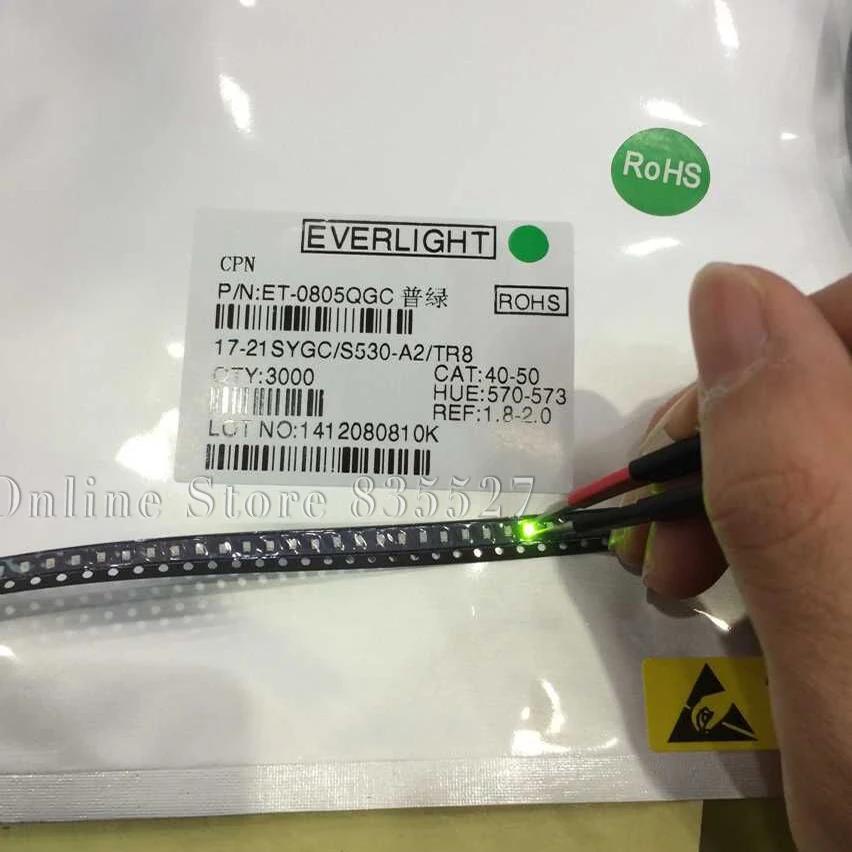 RoHS
EVERLIGHT
CPN
P/N:ET-0805QGC 普绿
ROHS
17-21SYGC/S530-A2/TR8
QTY:3000
CAT:40-50
HUE:570-573
REF:1.8-2.0
LOT NO:1412080810K
Online Store 835527